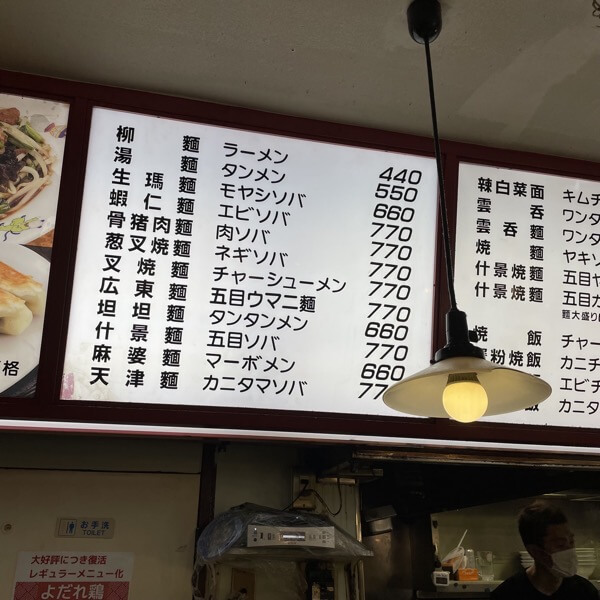 柳麺 ラーメン 440
湯麺 タンメン 550
生瑪麺 モヤシソバ 660
蝦仁麺 エビソバ 770
骨猪肉麺 肉ソバ 770
葱叉麺 ネギソバ 770
叉焼麺 チャーシューメン 770
広東麺 五目ウマニ麺 770
坦坦麺 タンタンメン 660
什景麺 五目ソバ 770
麻婆麺 マーボメン 660
天津麺 カニタマソバ 77
辣白菜面 キムチ
雲呑 ワンタ
雲呑麺 ワンタ
焼麺 ヤキソ
什景焼麺 五目ヤ
什景焼麺 五目カ
麺大盛り
焼飯 チャー
粉焼飯 カニチ
エビチ
飯 カニタ
格
お手洗
TOILET
大好評につき復活
レギュラーメニュー化
よだれ鶏